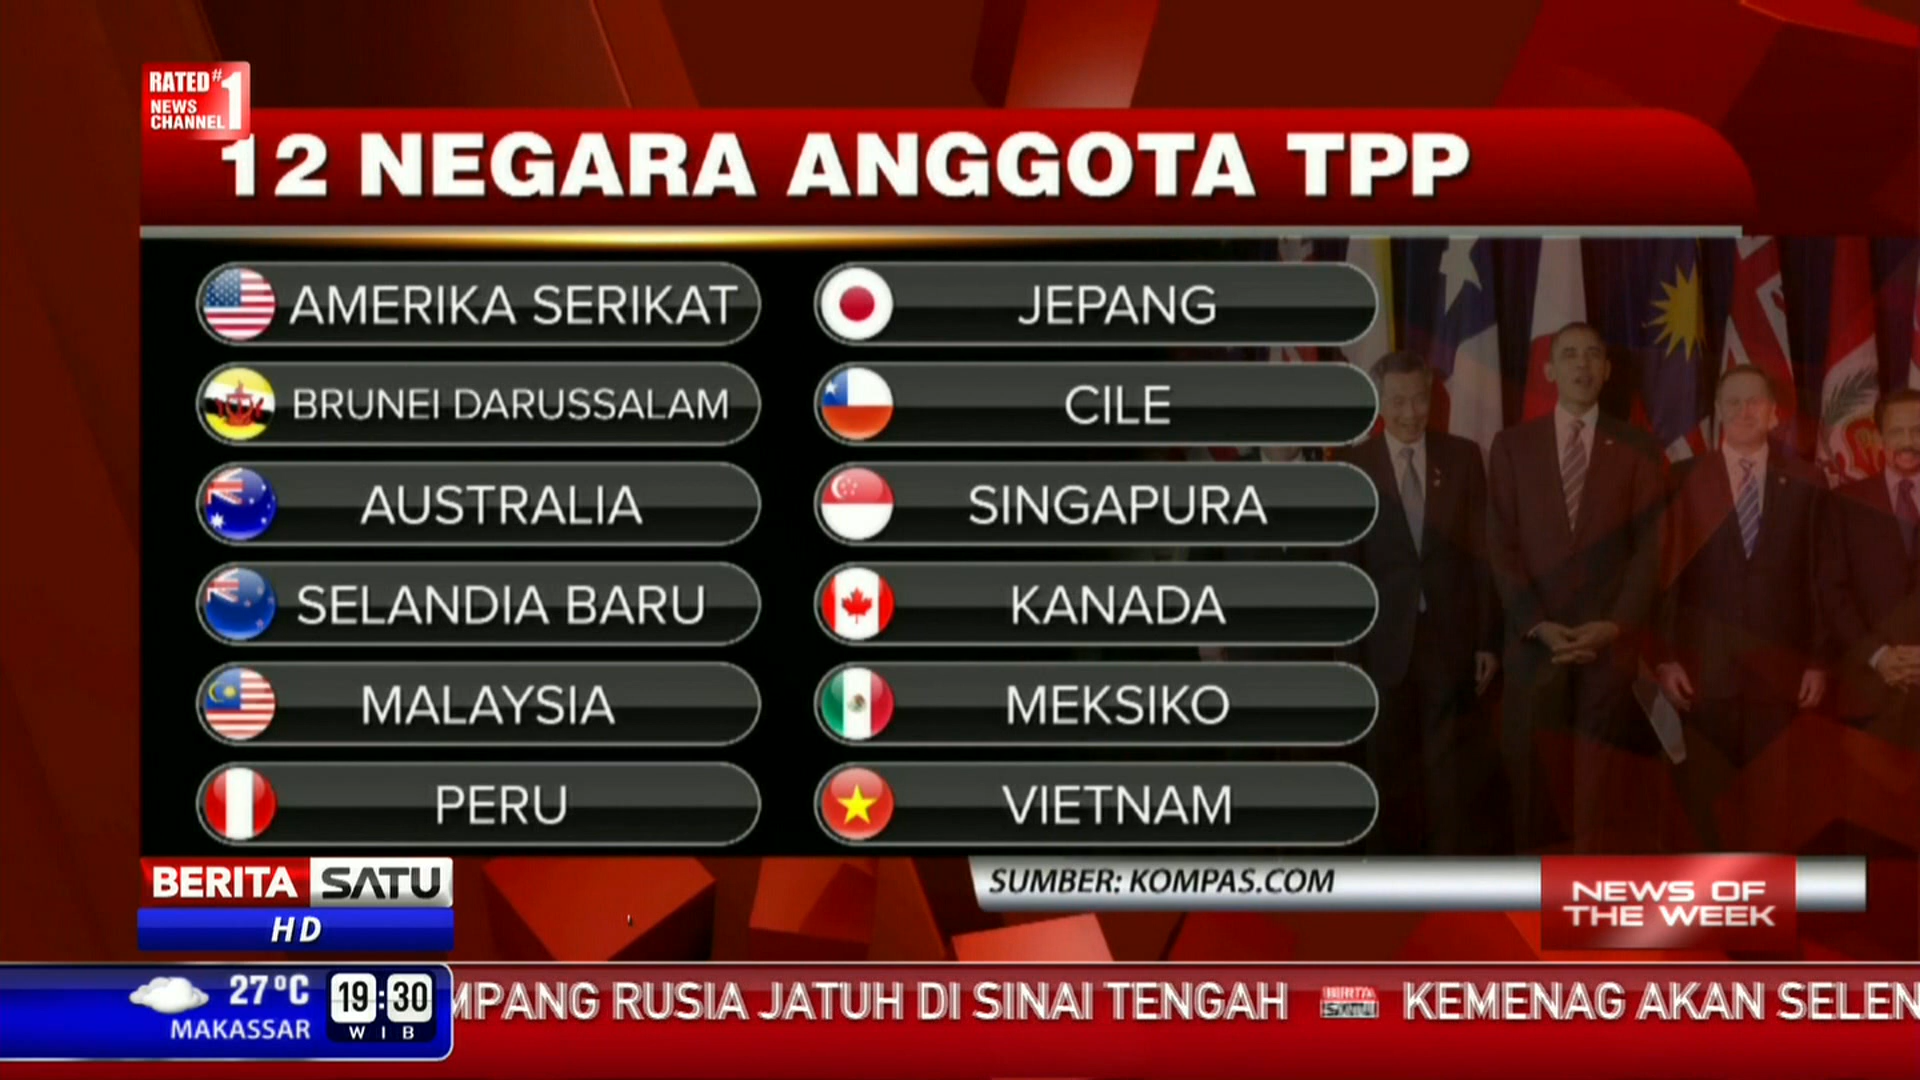 RATED #1
NEWS
CHANNEL
12 NEGARA ANGGOTA TPP
AMERIKA SERIKAT
JEPANG
BRUNEI DARUSSALAM
CILE
AUSTRALIA
SINGAPURA
SELANDIA BARU
KANADA
MALAYSIA
MEKSIKO
PERU
VIETNAM
BERITA SATU
HD
SUMBER: KOMPAS.COM
NEWS OF
THE WEEK
27°C
MAKASSAR
19:30
WIB
MPANG RUSIA JATUH DI SINAI TENGAH BERITA SATU KEMENAG AKAN SELEN